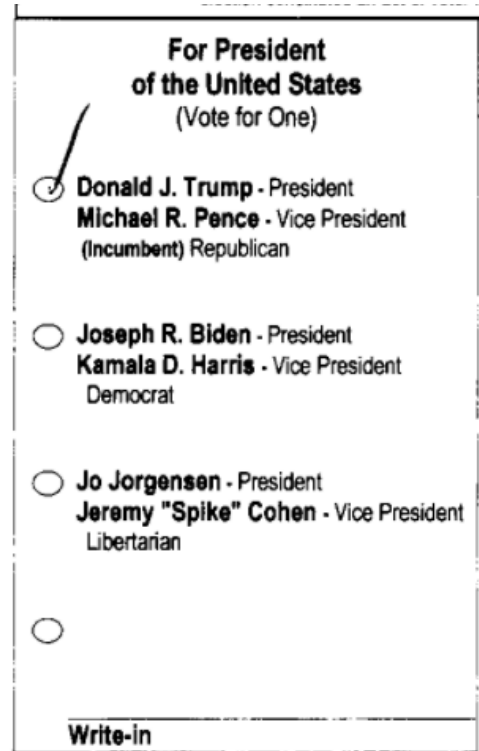 For President
of the United States
(Vote for One)
Donald J. Trump - President
Michael R. Pence - Vice President
(Incumbent) Republican
Joseph R. Biden - President
Kamala D. Harris - Vice President
Democrat
Jo Jorgensen - President
Jeremy "Spike" Cohen - Vice President
Libertarian
Write-in